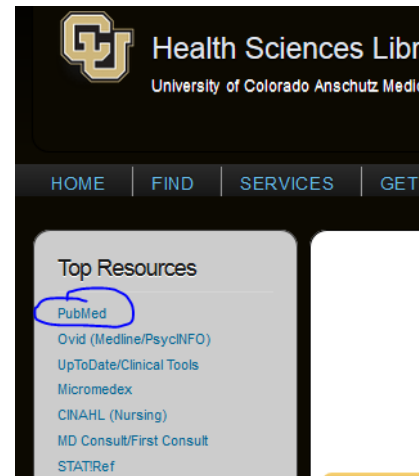 CU
Health Sciences Libr
University of Colorado Anschutz Medic
HOME FIND SERVICES GET
Top Resources
PubMed
Ovid (Medline/PsycINFO)
UpToDate/Clinical Tools
Micromedex
CINAHL (Nursing)
MD Consult/First Consult
STAT!Ref